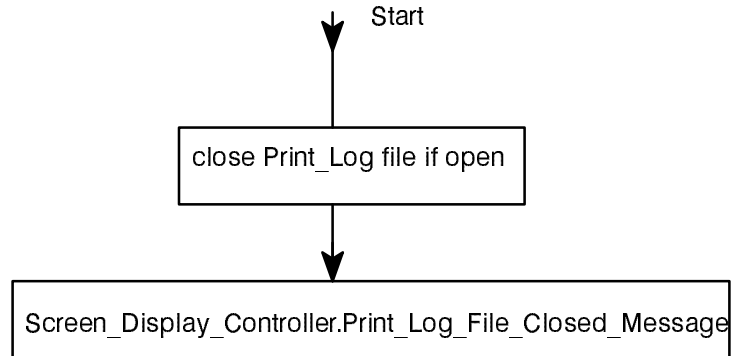 Start
close Print_Log file if open
Screen_Display_Controller.Print_Log_File_Closed_Message